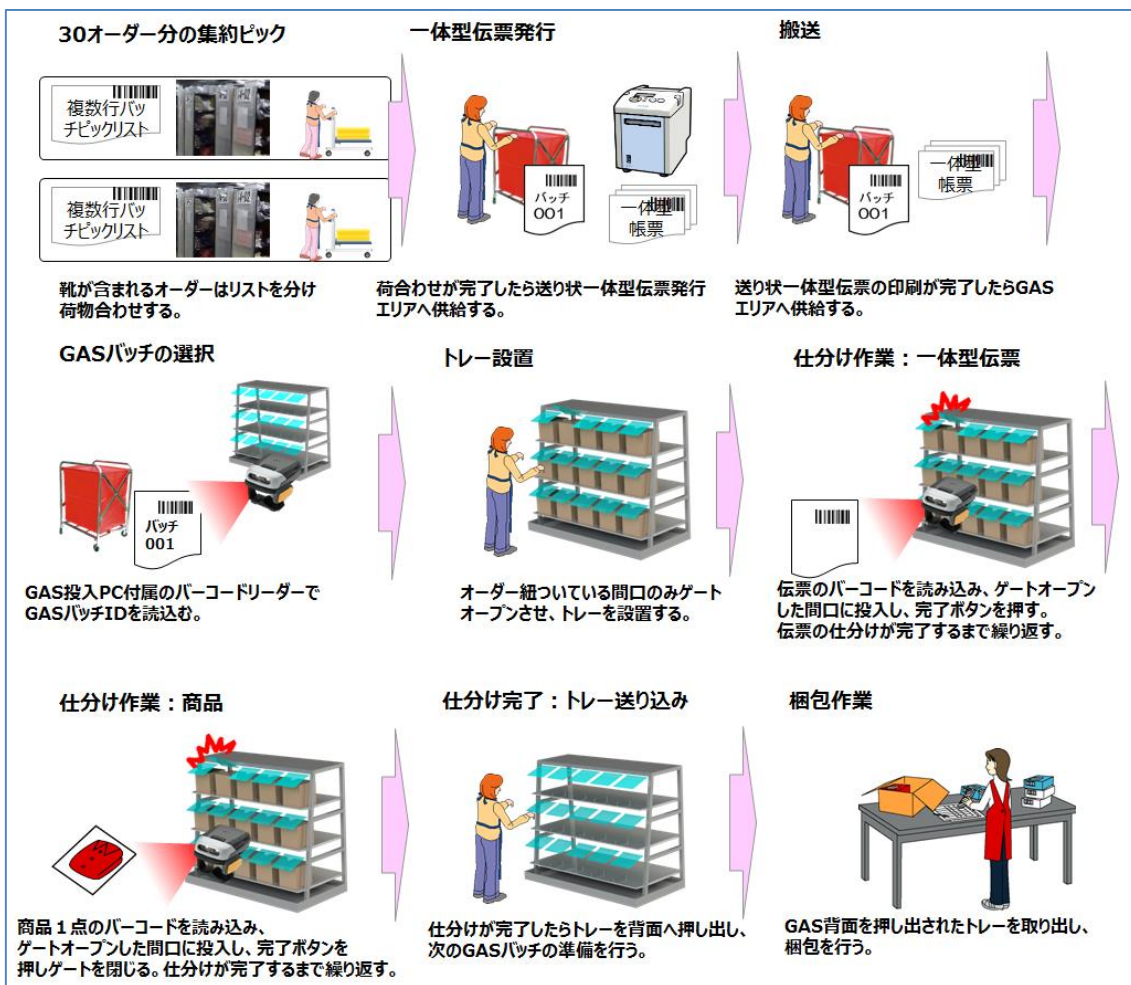 30オーダー分の集約ピック
一体型伝票発行
搬送
複数行バッ
チピックリスト
複数行バッ
チピックリスト
バッチ
001
一体型
帳票
バッチ
001
一体型
帳票
靴が含まれるオーダーはリストを分け
荷物合わせする。
荷合わせが完了したら送り状一体型伝票発行
エリアへ供給する。
送り状一体型伝票の印刷が完了したらGAS
エリアへ供給する。
GASバッチの選択
トレー設置
仕分け作業：一体型伝票
バッチ
001
GAS投入PC付属のバーコードリーダーで
GASバッチIDを読込む。
オーダー紐ついている間口のみゲート
オープンさせ、トレーを設置する。
伝票のバーコードを読み込み、ゲートオープン
した間口に投入し、完了ボタンを押す。
伝票の仕分けが完了するまで繰り返す。
仕分け作業：商品
仕分け完了：トレー送り込み
梱包作業
商品１点のバーコードを読み込み、
ゲートオープンした間口に投入し、完了ボタンを
押しゲートを閉じる。仕分けが完了するまで繰り返す。
仕分けが完了したらトレーを背面へ押し出し、
次のGASバッチの準備を行う。
GAS背面を押し出されたトレーを取り出し、
梱包を行う。